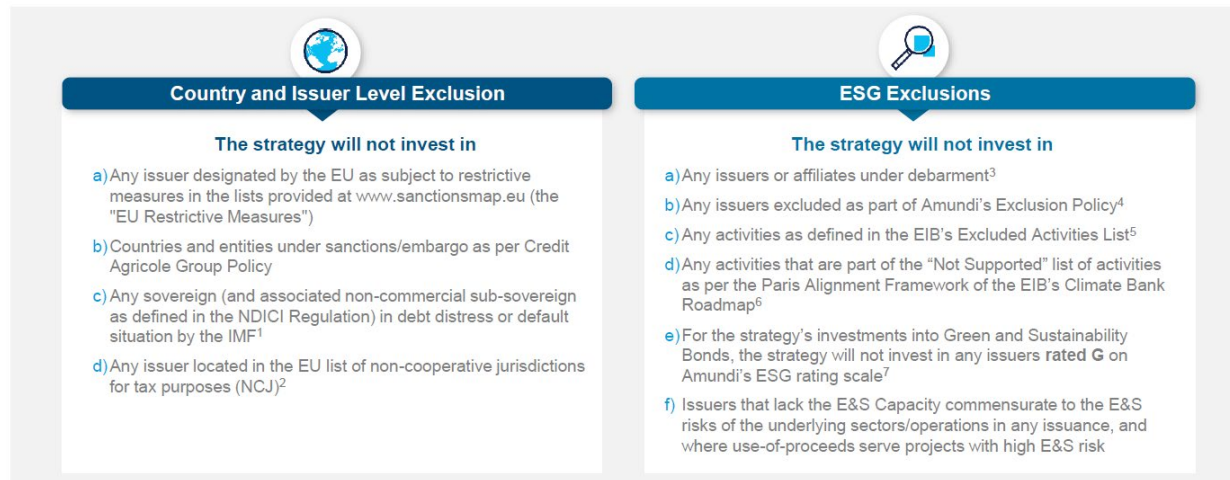 Country and Issuer Level Exclusion
The strategy will not invest in
a) Any issuer designated by the EU as subject to restrictive
measures in the lists provided at www.sanctionsmap.eu (the
"EU Restrictive Measures")
b) Countries and entities under sanctions/embargo as per Credit
Agricole Group Policy
c) Any sovereign (and associated non-commercial sub-sovereign
as defined in the NDICI Regulation) in debt distress or default
situation by the IMF¹
d) Any issuer located in the EU list of non-cooperative jurisdictions
for tax purposes (NCJ)²
ESG Exclusions
The strategy will not invest in
a) Any issuers or affiliates under debarment³
b) Any issuers excluded as part of Amundi’s Exclusion Policy⁴
c) Any activities as defined in the EIB’s Excluded Activities List⁵
d) Any activities that are part of the “Not Supported” list of activities
as per the Paris Alignment Framework of the EIB’s Climate Bank
Roadmap⁶
e) For the strategy’s investments into Green and Sustainability
Bonds, the strategy will not invest in any issuers rated G on
Amundi’s ESG rating scale⁷
f) Issuers that lack the E&S Capacity commensurate to the E&S
risks of the underlying sectors/operations in any issuance, and
where use-of-proceeds serve projects with high E&S risk